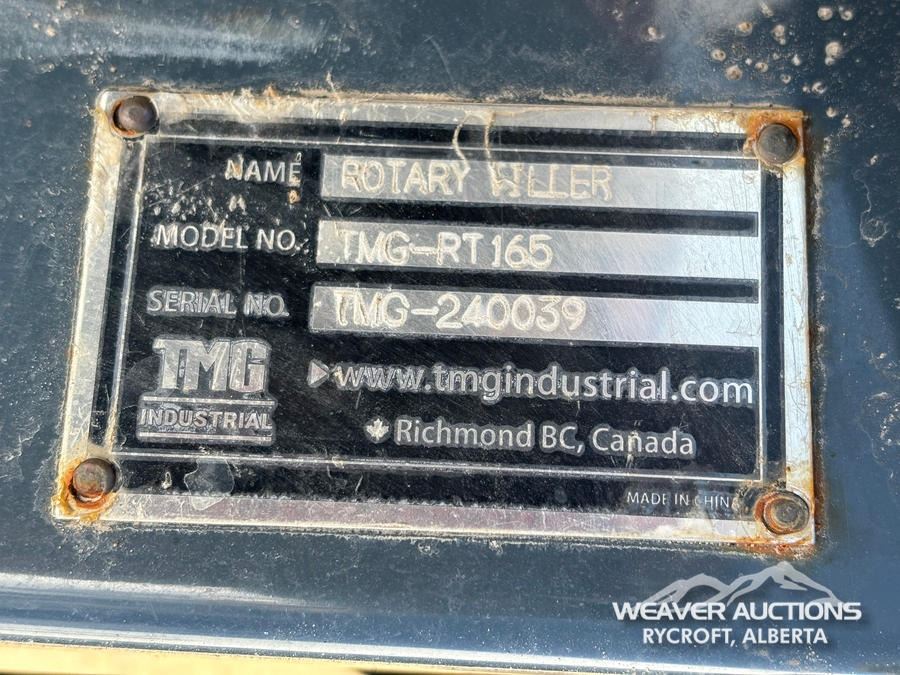 NAME ROTARY TILLER
MODEL NO. TMG-RT165
SERIAL NO. TMG-240039
TMG
INDUSTRIAL
www.tmgindustrial.com
Richmond BC, Canada
MADE IN CHINA
WEAVER AUCTIONS
RYCROFT, ALBERTA